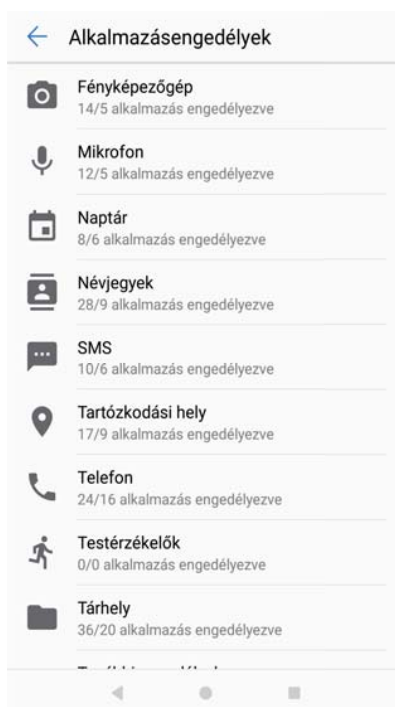 Alkalmazásengedélyek
Fényképezőgép
14/5 alkalmazás engedélyezve
Mikrofon
12/5 alkalmazás engedélyezve
Naptár
8/6 alkalmazás engedélyezve
Névjegyek
28/9 alkalmazás engedélyezve
SMS
10/6 alkalmazás engedélyezve
Tartózkodási hely
17/9 alkalmazás engedélyezve
Telefon
24/16 alkalmazás engedélyezve
Testérzékelők
0/0 alkalmazás engedélyezve
Tárhely
36/20 alkalmazás engedélyezve